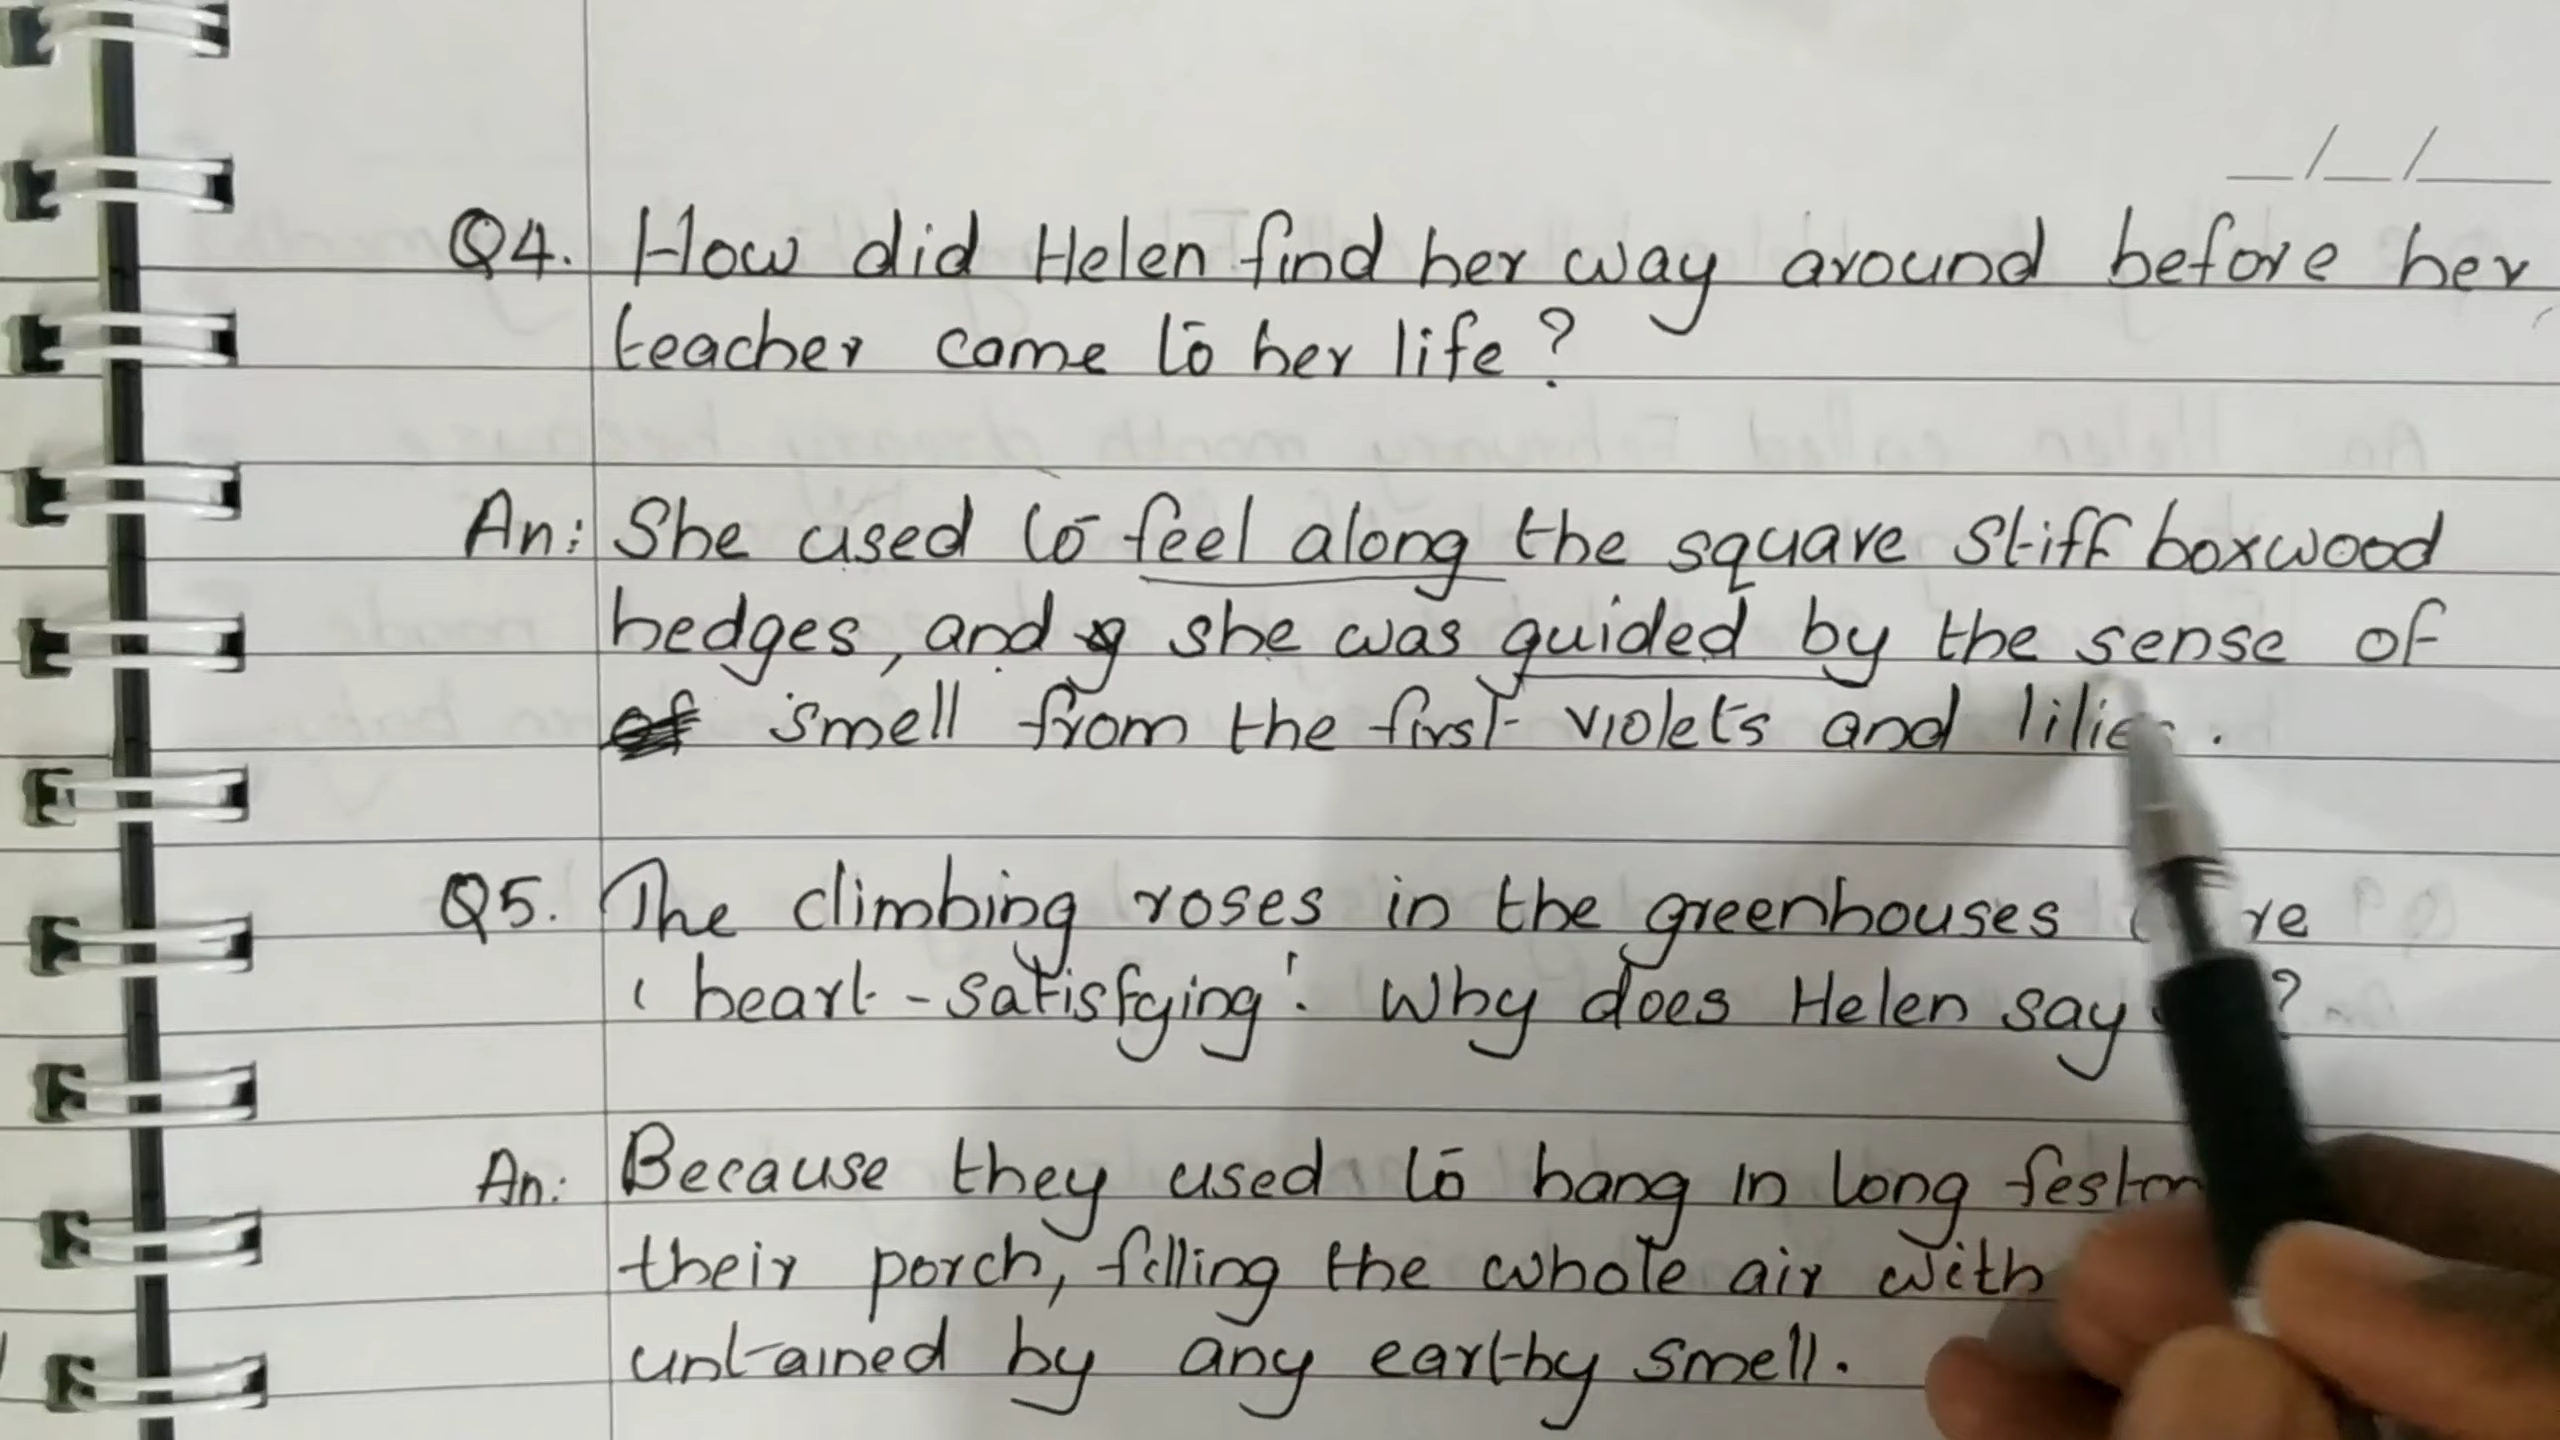 Q4. How did Helen find her way around before her
teacher came to her life?
An: She used to feel along the square stiff boxwood
hedges, and she was guided by the sense of
smell from the first violets and lilies.
Q5. The climbing roses in the greenhouses
'heart-satisfying'. Why does Helen say ?
An: Because they used to hang in long
their porch, filling the whole air with
untained by any earthy smell.